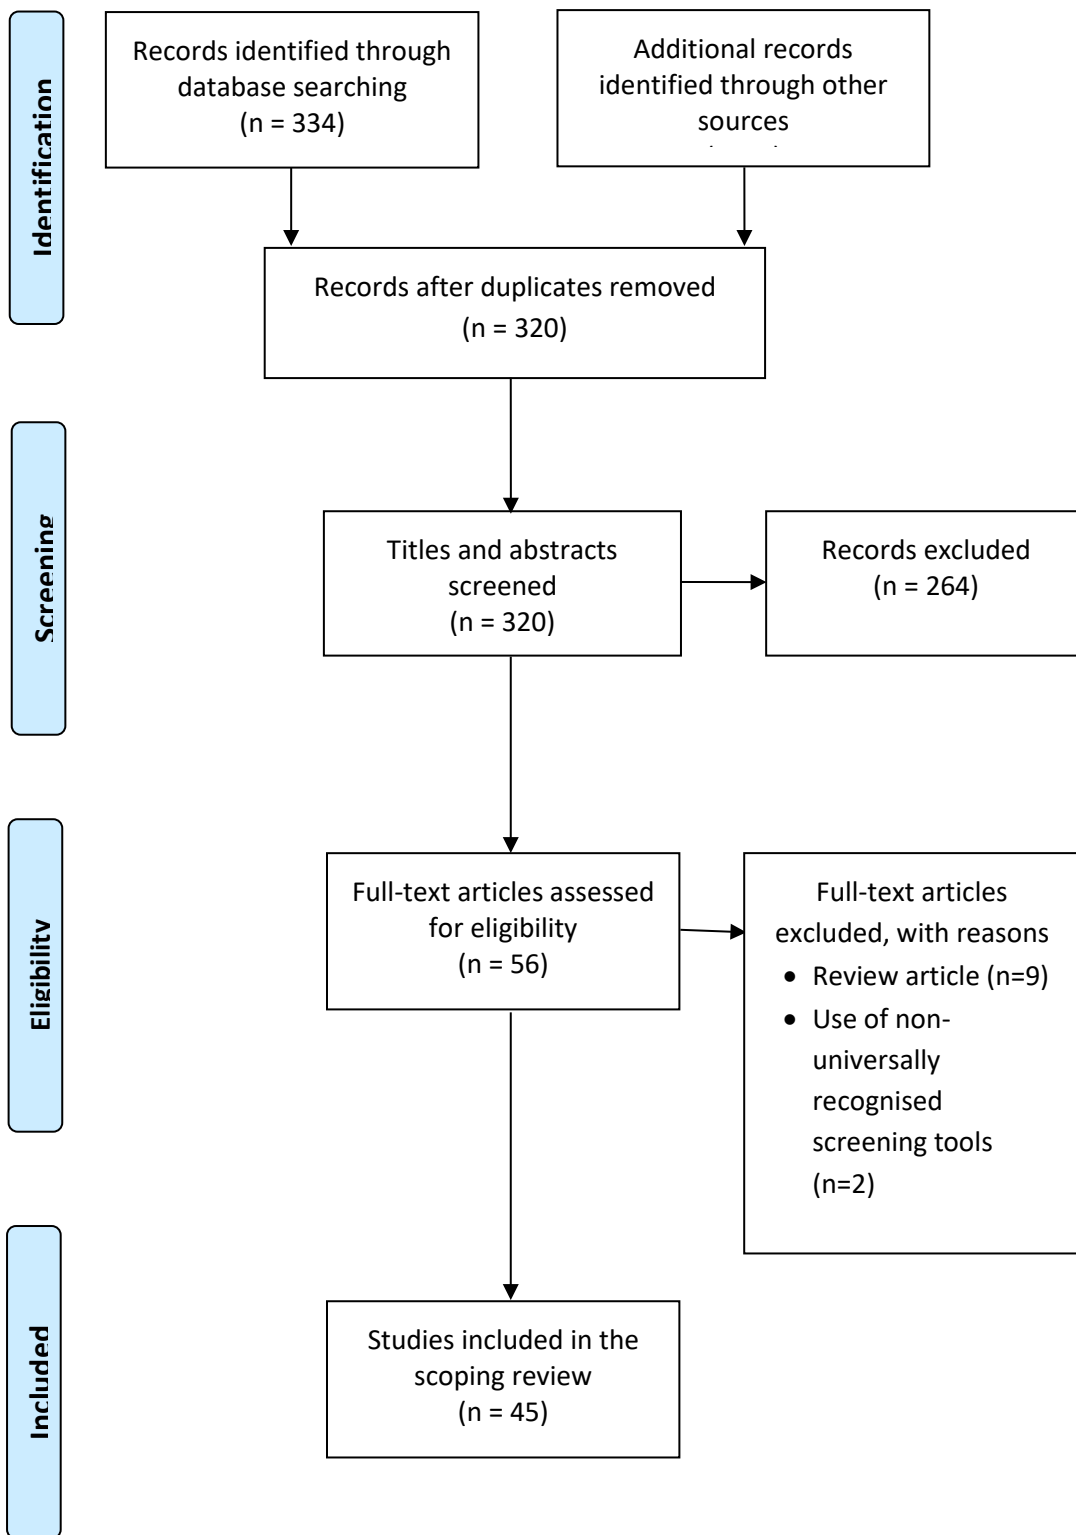 Identification
Records identified through
database searching
(n = 334)
Additional records
identified through other
sources
Records after duplicates removed
(n = 320)
Screening
Titles and abstracts
screened
(n = 320)
Records excluded
(n = 264)
Eligibility
Full-text articles assessed
for eligibility
(n = 56)
Full-text articles
excluded, with reasons
• Review article (n=9)
• Use of non-
universally
recognised
screening tools
(n=2)
Included
Studies included in the
scoping review
(n = 45)